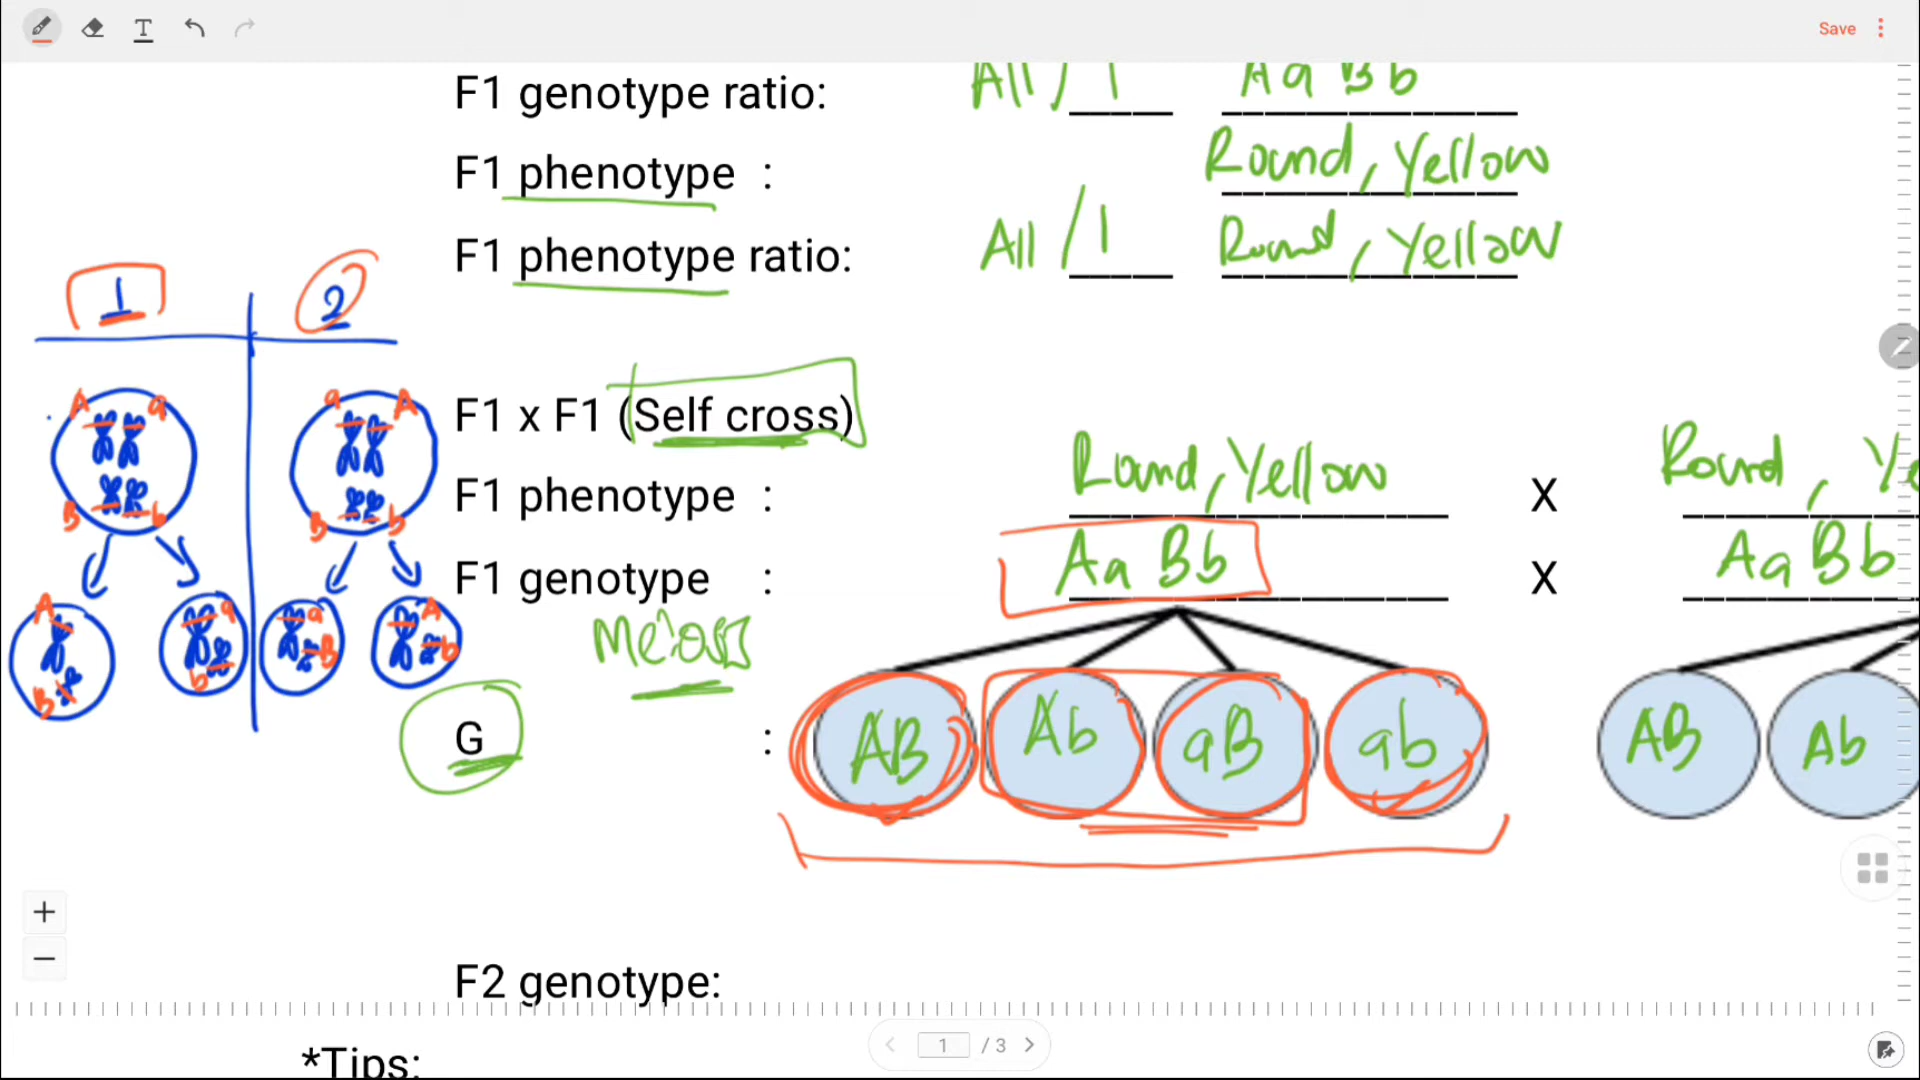 Save
F1 genotype ratio: All / 1 AaBb
F1 phenotype : Round, Yellow
F1 phenotype ratio: All / 1 Round, Yellow
1 2
A a a A
F1 x F1 (Self cross)
F1 phenotype : Round, Yellow X Round, Ye
B b B b
F1 genotype : AaBb X AaBb
A a a A
B b B b
G : AB Ab aB ab AB Ab
F2 genotype:
1 / 3
*Tips: